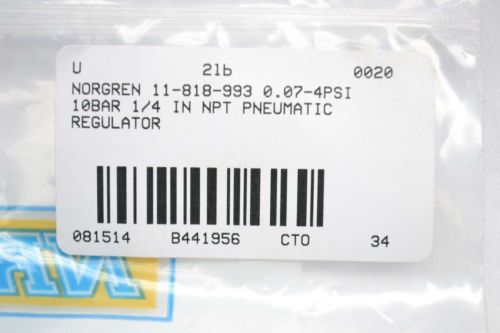 U 2lb 0020
NORGREN 11-818-993 0.07-4PSI
10BAR 1/4 IN NPT PNEUMATIC
REGULATOR
081514 B441956 CTO 34